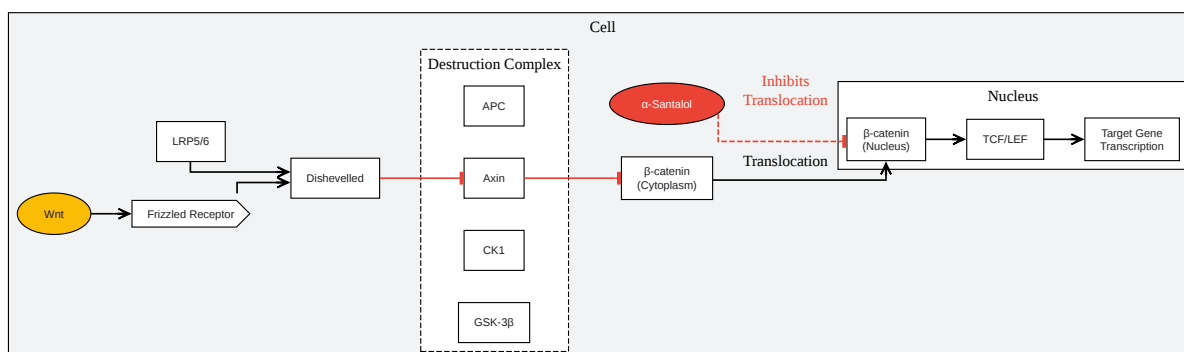 Cell
Destruction Complex
APC
α-Santalol
Inhibits
Translocation
Nucleus
LRP5/6
β-catenin
(Nucleus)
TCF/LEF
Target Gene
Transcription
Dishevelled
Axin
β-catenin
(Cytoplasm)
Translocation
Wnt
Frizzled Receptor
CK1
GSK-3β